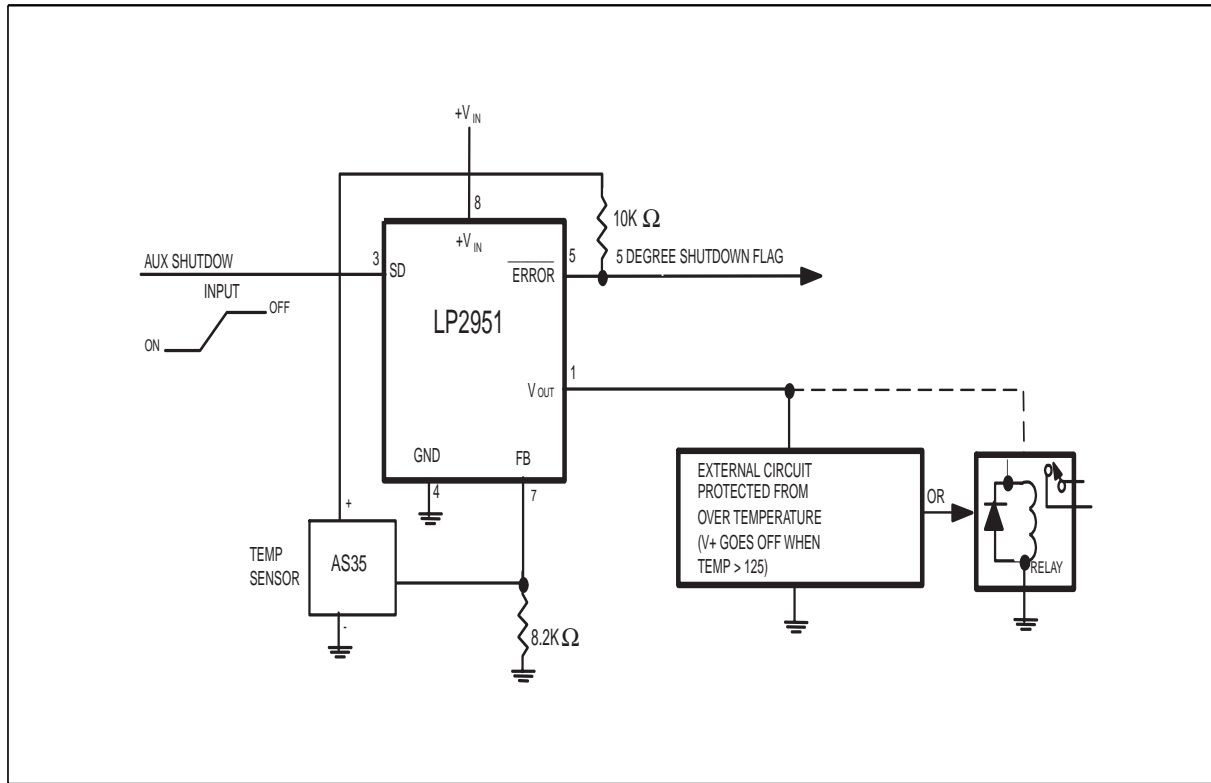 +V IN
8
10K Ω
+V IN
AUX SHUTDOW
3
SD
5
5 DEGREE SHUTDOWN FLAG
ERROR
INPUT
OFF
ON
LP2951
1
V OUT
GND
FB
4
7
EXTERNAL CIRCUIT
PROTECTED FROM
OVER TEMPERATURE
(V+ GOES OFF WHEN
TEMP > 125)
OR
RELAY
+
TEMP
SENSOR
AS35
-
8.2K Ω